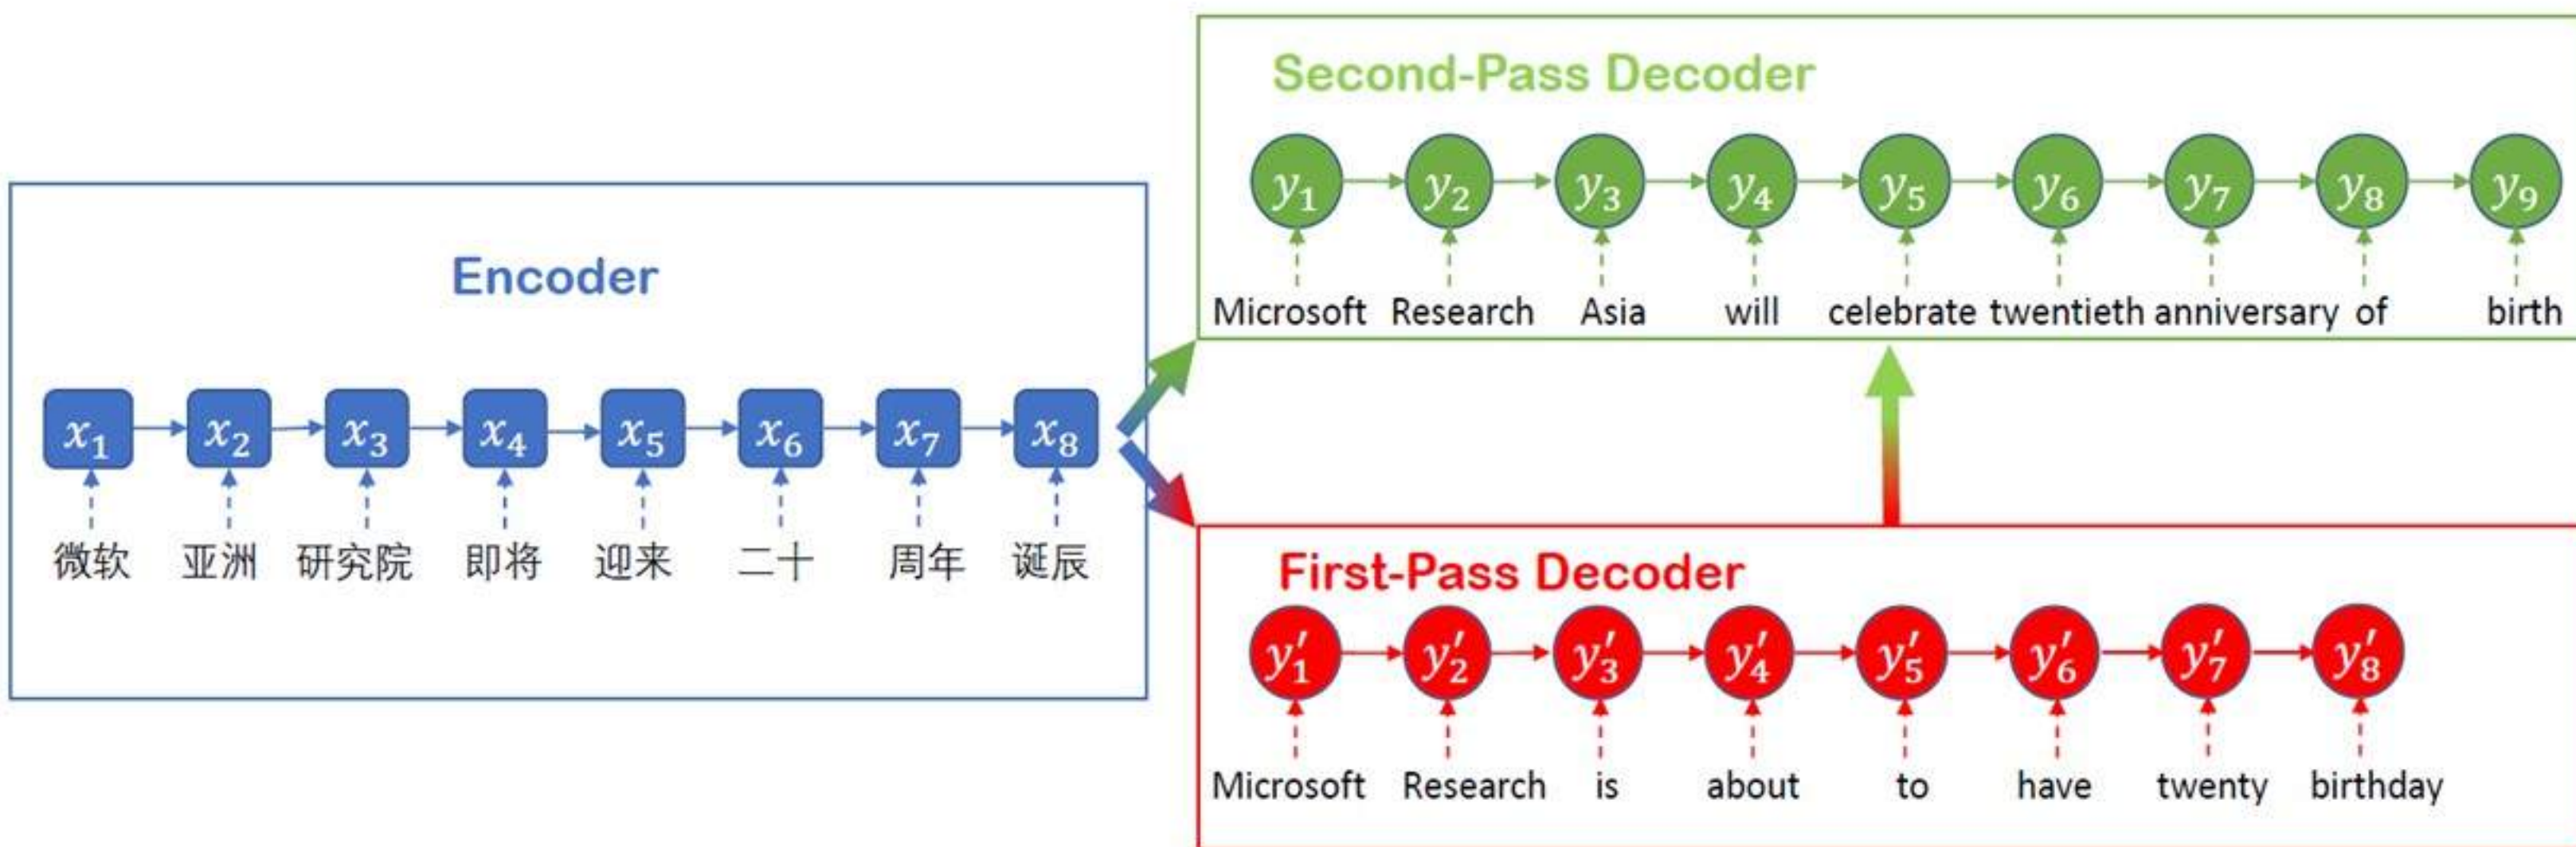 Encoder
x₁ x₂ x₃ x₄ x₅ x₆ x₇ x₈
微软 亚洲 研究院 即将 迎来 二十 周年 诞辰
Second-Pass Decoder
y₁ y₂ y₃ y₄ y₅ y₆ y₇ y₈ y₉
Microsoft Research Asia will celebrate twentieth anniversary of birth
First-Pass Decoder
y′₁ y′₂ y′₃ y′₄ y′₅ y′₆ y′₇ y′₈
Microsoft Research is about to have twenty birthday